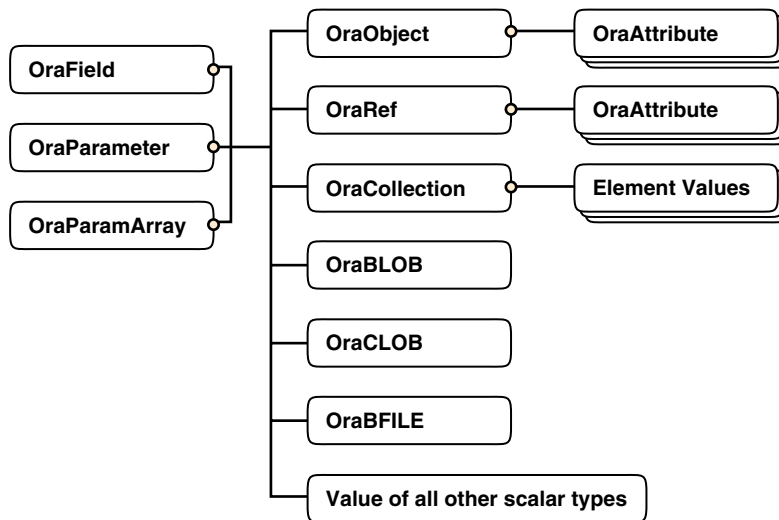 OraField
OraParameter
OraParamArray
OraObject
OraAttribute
OraRef
OraAttribute
OraCollection
Element Values
OraBLOB
OraCLOB
OraBFILE
Value of all other scalar types